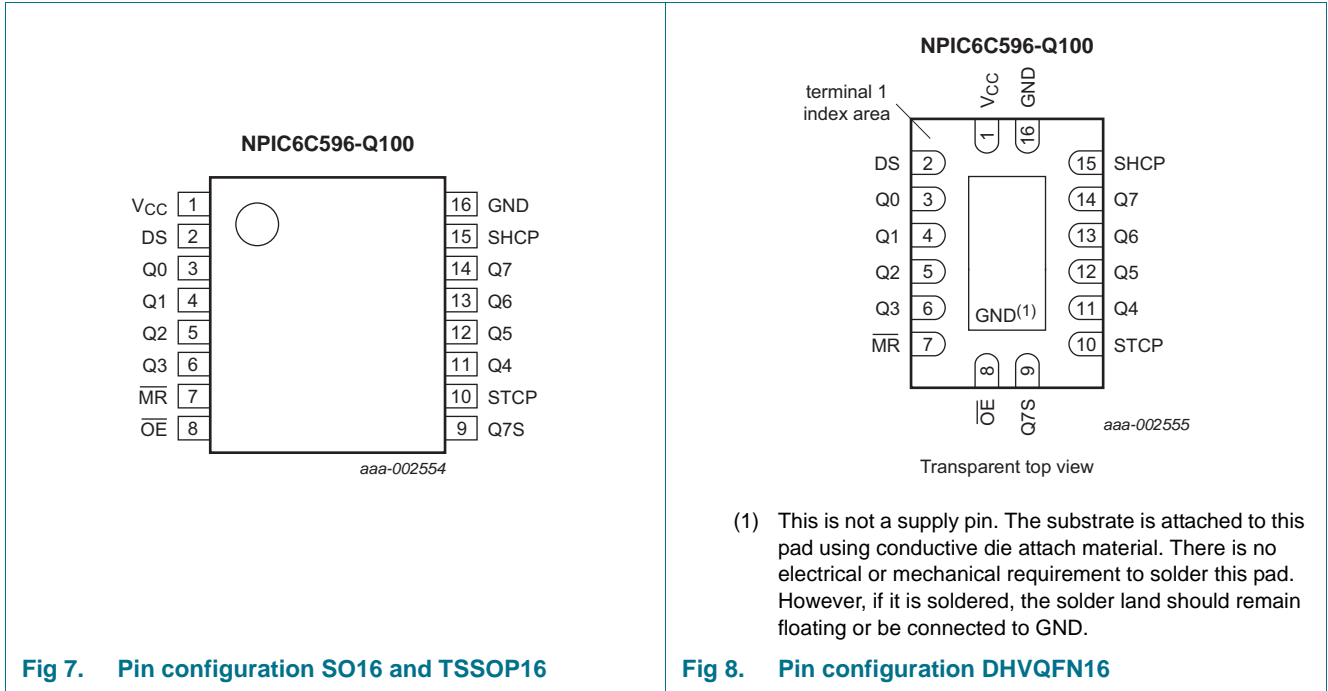 NPIC6C596-Q100
VCC 1 16 GND
DS 2 15 SHCP
Q0 3 14 Q7
Q1 4 13 Q6
Q2 5 12 Q5
Q3 6 11 Q4
MR 7 10 STCP
OE 8 9 Q7S
aaa-002554
Fig 7. Pin configuration SO16 and TSSOP16
NPIC6C596-Q100
terminal 1
index area
VCC GND
1 16
DS 2 15 SHCP
Q0 3 14 Q7
Q1 4 13 Q6
Q2 5 12 Q5
Q3 6 11 Q4
GND(1)
MR 7 10 STCP
8 9
OE Q7S
aaa-002555
Transparent top view
(1) This is not a supply pin. The substrate is attached to this
pad using conductive die attach material. There is no
electrical or mechanical requirement to solder this pad.
However, if it is soldered, the solder land should remain
floating or be connected to GND.
Fig 8. Pin configuration DHVQFN16